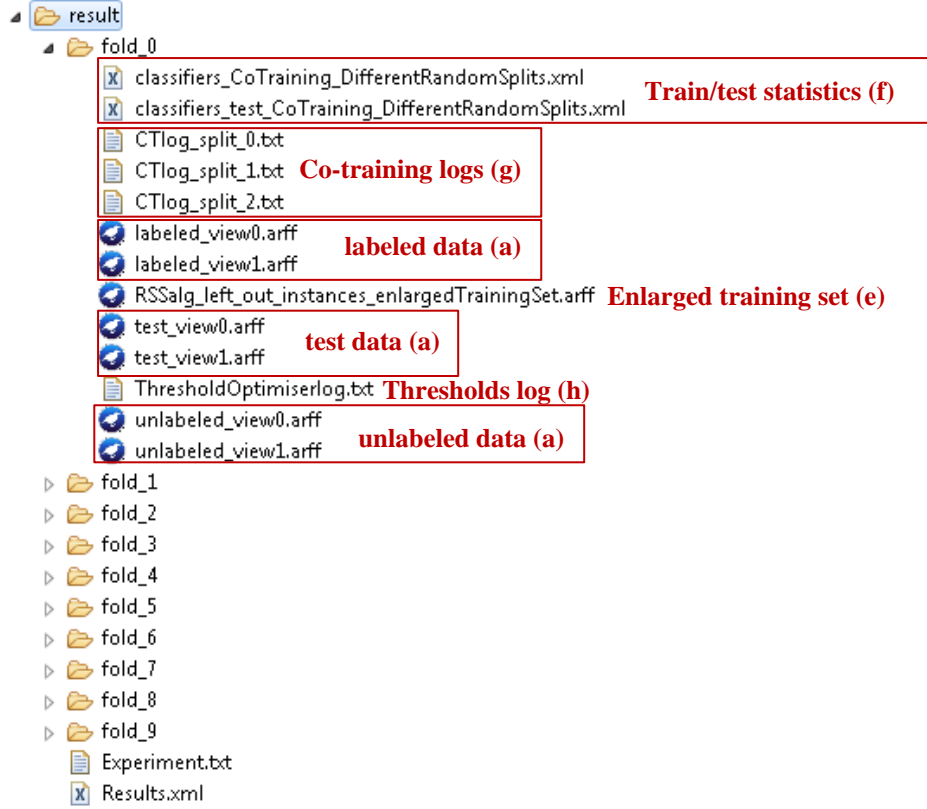 result
fold_0
classifiers_CoTraining_DifferentRandomSplits.xml
Train/test statistics (f)
classifiers_test_CoTraining_DifferentRandomSplits.xml
CTlog_split_0.txt
CTlog_split_1.txt Co-training logs (g)
CTlog_split_2.txt
labeled_view0.arff
labeled data (a)
labeled_view1.arff
RSSalg_left_out_instances_enlargedTrainingSet.arff Enlarged training set (e)
test_view0.arff
test data (a)
test_view1.arff
ThresholdOptimiserlog.txt Thresholds log (h)
unlabeled_view0.arff
unlabeled data (a)
unlabeled_view1.arff
fold_1
fold_2
fold_3
fold_4
fold_5
fold_6
fold_7
fold_8
fold_9
Experiment.txt
Results.xml